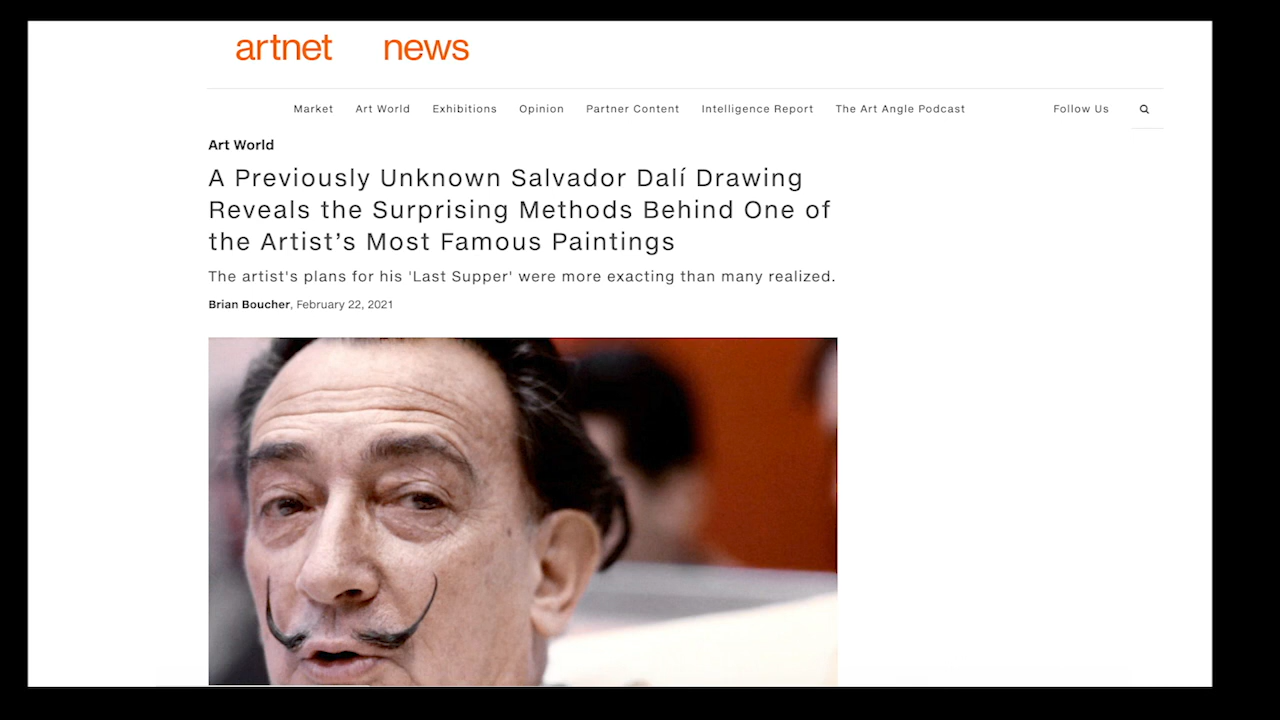 artnet news
Market Art World Exhibitions Opinion Partner Content Intelligence Report The Art Angle Podcast Follow Us
Art World
A Previously Unknown Salvador Dalí Drawing
Reveals the Surprising Methods Behind One of
the Artist’s Most Famous Paintings
The artist's plans for his 'Last Supper' were more exacting than many realized.
Brian Boucher, February 22, 2021